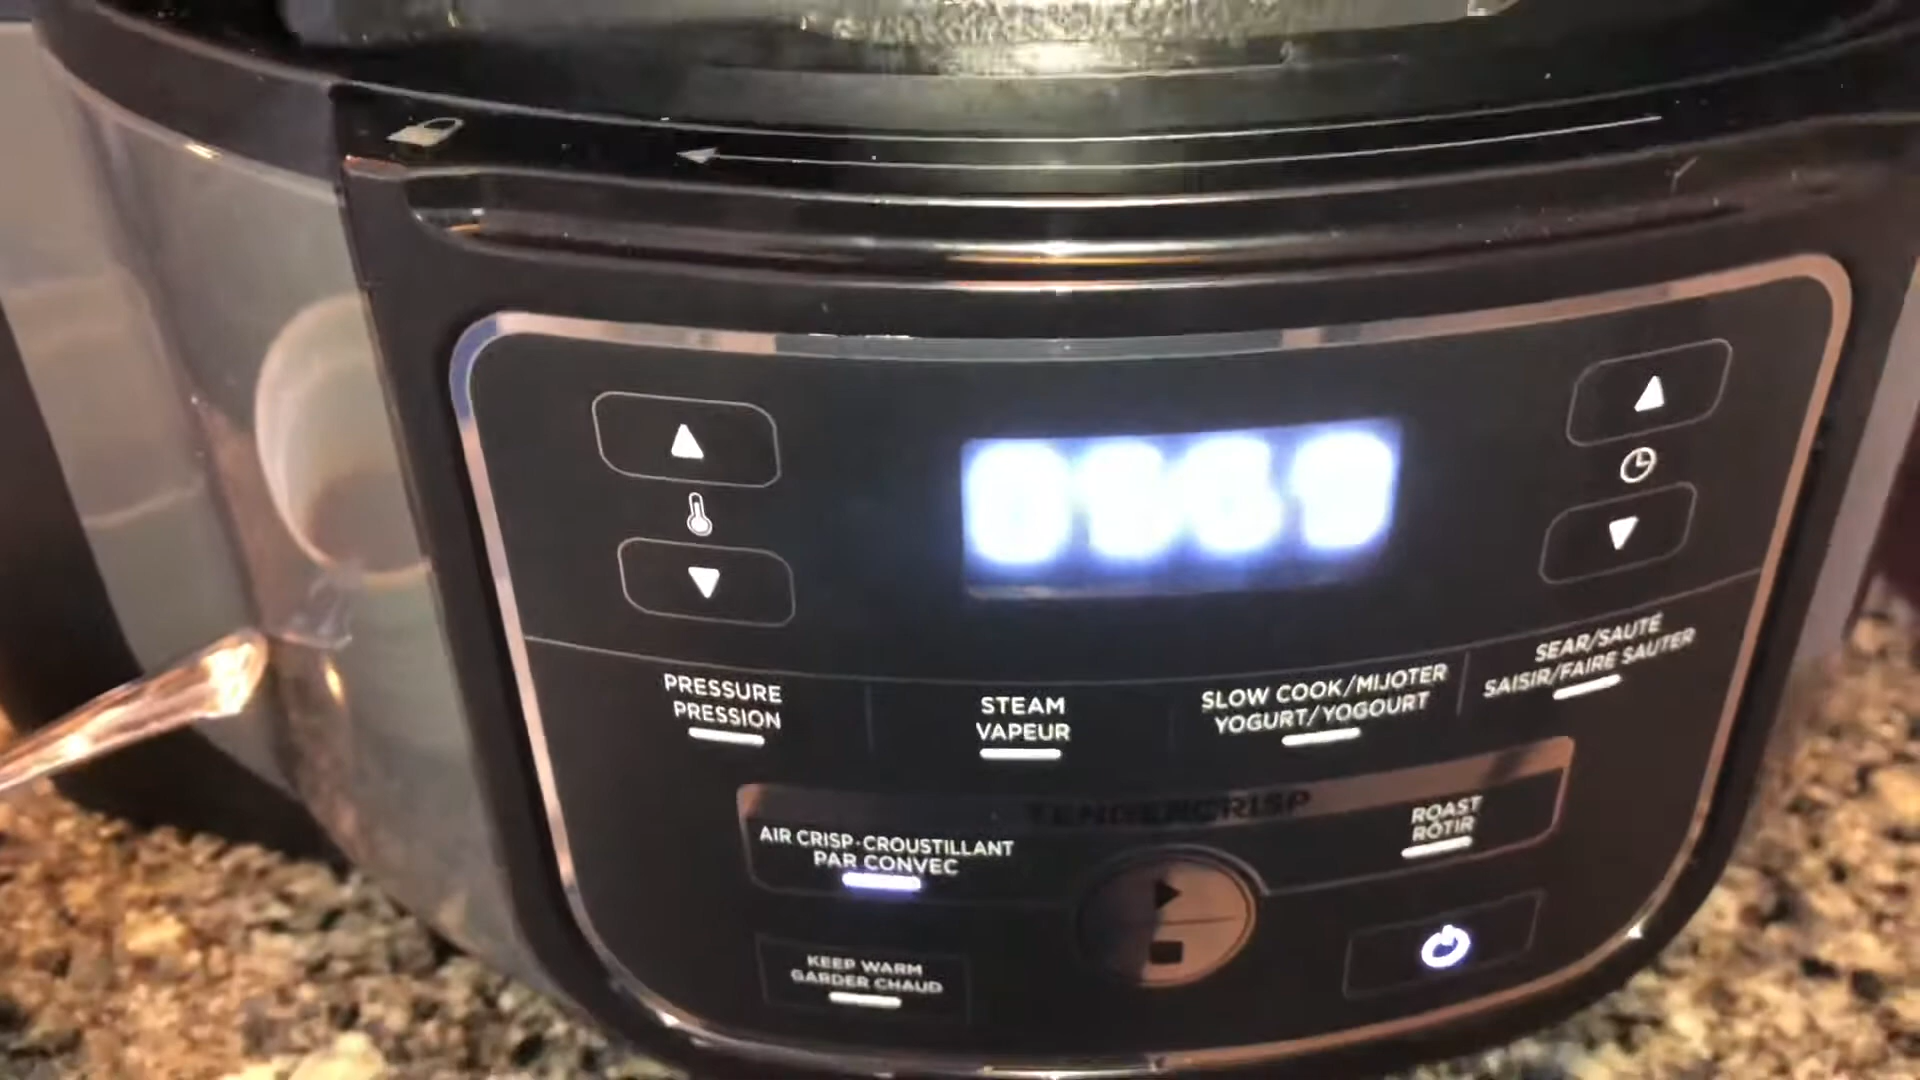 PRESSURE
PRESSION
STEAM
VAPEUR
SLOW COOK/MIJOTER
YOGURT/YOGOURT
SEAR/SAUTÉ
SAISIR/FAIRE SAUTER
TENDERCRISP
AIR CRISP·CROUSTILLANT
PAR CONVEC
ROAST
RÔTIR
KEEP WARM
GARDER CHAUD